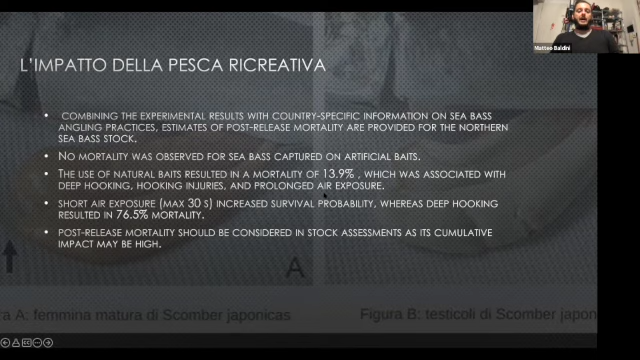 Matteo Baldini
L'IMPATTO DELLA PESCA RICREATIVA
• COMBINING THE EXPERIMENTAL RESULTS WITH COUNTRY-SPECIFIC INFORMATION ON SEA BASS
ANGLING PRACTICES, ESTIMATES OF POST-RELEASE MORTALITY ARE PROVIDED FOR THE NORTHERN
SEA BASS STOCK.
• NO MORTALITY WAS OBSERVED FOR SEA BASS CAPTURED ON ARTIFICIAL BAITS.
• THE USE OF NATURAL BAITS RESULTED IN A MORTALITY OF 13.9% , WHICH WAS ASSOCIATED WITH
DEEP HOOKING, HOOKING INJURIES, AND PROLONGED AIR EXPOSURE.
• SHORT AIR EXPOSURE (MAX 30 S) INCREASED SURVIVAL PROBABILITY, WHEREAS DEEP HOOKING
RESULTED IN 76.5% MORTALITY.
• POST-RELEASE MORTALITY SHOULD BE CONSIDERED IN STOCK ASSESSMENTS AS ITS CUMULATIVE
IMPACT MAY BE HIGH.
A
ra A: femmina matura di Scomber japonicas
Figura B: testicoli di Scomber japon